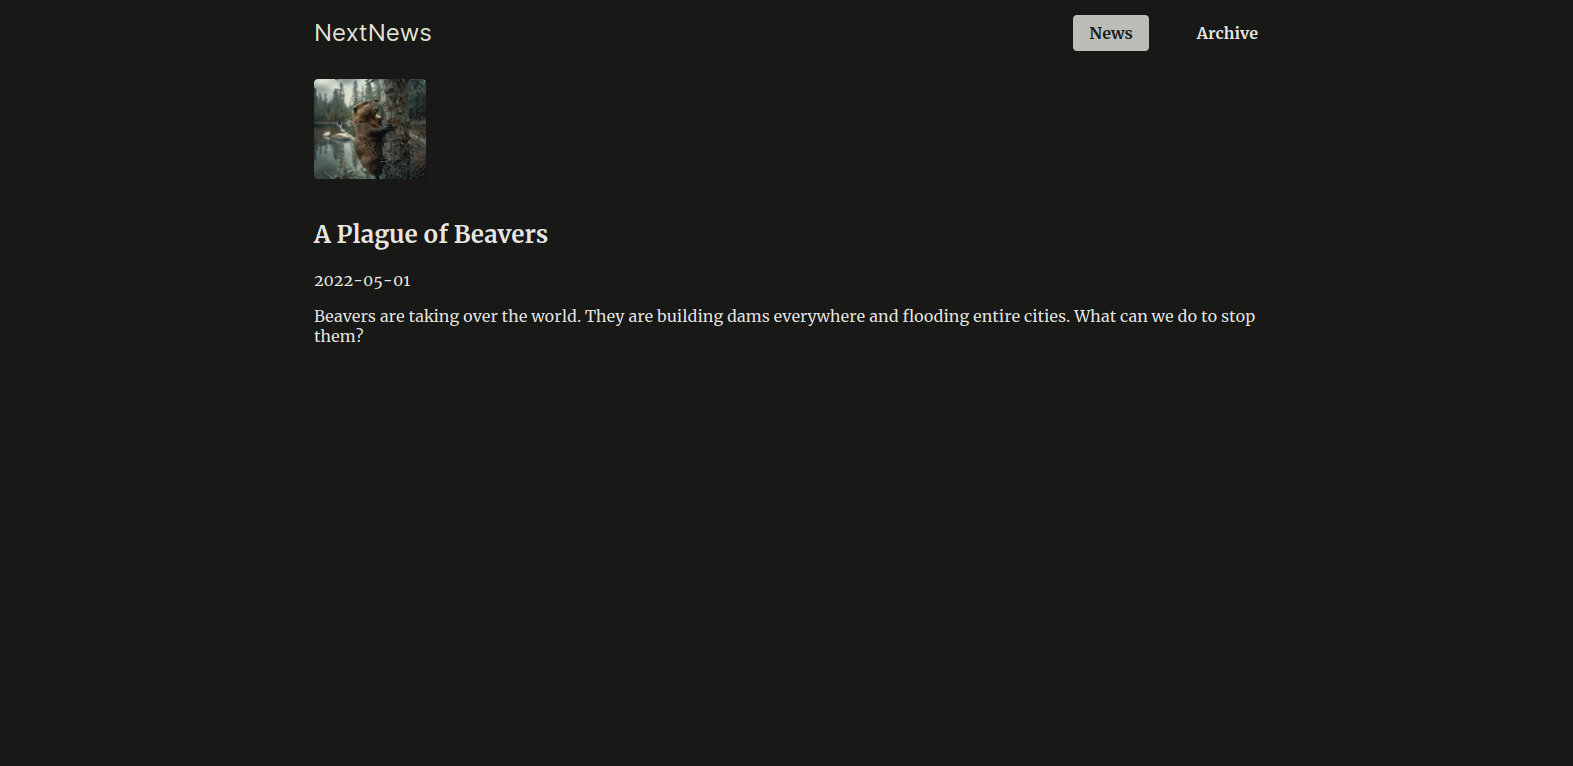 NextNews
News
Archive
A Plague of Beavers
2022-05-01
Beavers are taking over the world. They are building dams everywhere and flooding entire cities. What can we do to stop
them?